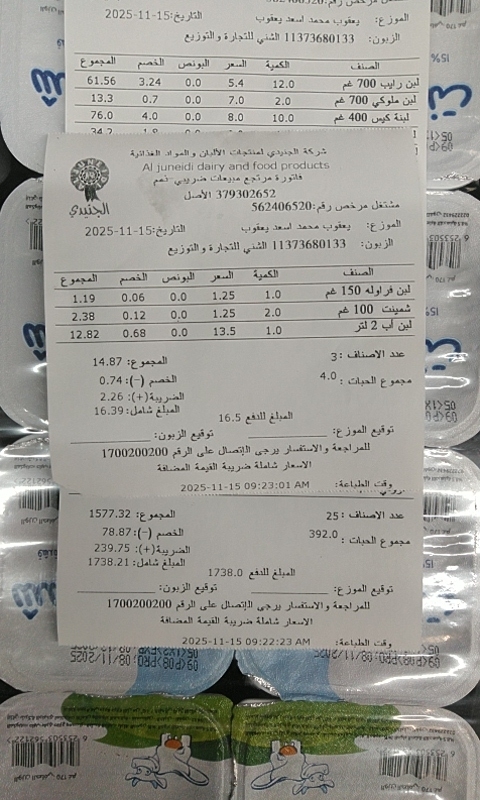 التاريخ:15-11-2025
الموزع: يعقوب محمد اسعد يعقوب
الزبون: 11373680133 الشني للتجارة والتوزيع
الصنف الكمية السعر البونص الخصم المجموع
لبن رايب 700 غم 12.0 5.4 0.0 3.24 61.56
لبن ملوكي 700 غم 2.0 7.0 0.0 0.7 13.3
لبنة كيس 400 غم 10.0 8.0 0.0 4.0 76.0
شركة الجنيدي لمنتجات الألبان والمواد الغذائية
Al juneidi dairy and food products
فاتورة مرتجع مبيعات ضريبي-نعم
379302652 الأصل
مشتغل مرخص رقم:562406520
الجنيدي
الموزع: يعقوب محمد اسعد يعقوب
التاريخ:15-11-2025
الزبون: 11373680133 الشني للتجارة والتوزيع
الصنف الكمية السعر البونص الخصم المجموع
لبن فراوله 150 غم 1.0 1.25 0.0 0.06 1.19
شمينت 100 غم 2.0 1.25 0.0 0.12 2.38
لبن آب 2 لتر 1.0 13.5 0.0 0.68 12.82
عدد الاصناف :3
المجموع: 14.87
مجموع الحبات : 4.0
الخصم (-): 0.74
الضريبة(+): 2.26
المبلغ شامل: 16.39
المبلغ للدفع 16.5
توقيع الموزع: توقيع الزبون:
للمراجعة والاستفسار يرجى الإتصال على الرقم 1700200200
الاسعار شاملة ضريبة القيمة المضافة
وقت الطباعة: 2025-11-15 09:23:01 AM
عدد الاصناف :25
المجموع: 1577.32
مجموع الحبات : 392.0
الخصم (-): 78.87
الضريبة(+): 239.75
المبلغ شامل: 1738.21
المبلغ للدفع 1738.0
توقيع الموزع: توقيع الزبون:
للمراجعة والاستفسار يرجى الإتصال على الرقم 1700200200
الاسعار شاملة ضريبة القيمة المضافة
وقت الطباعة: 2025-11-15 09:22:23 AM